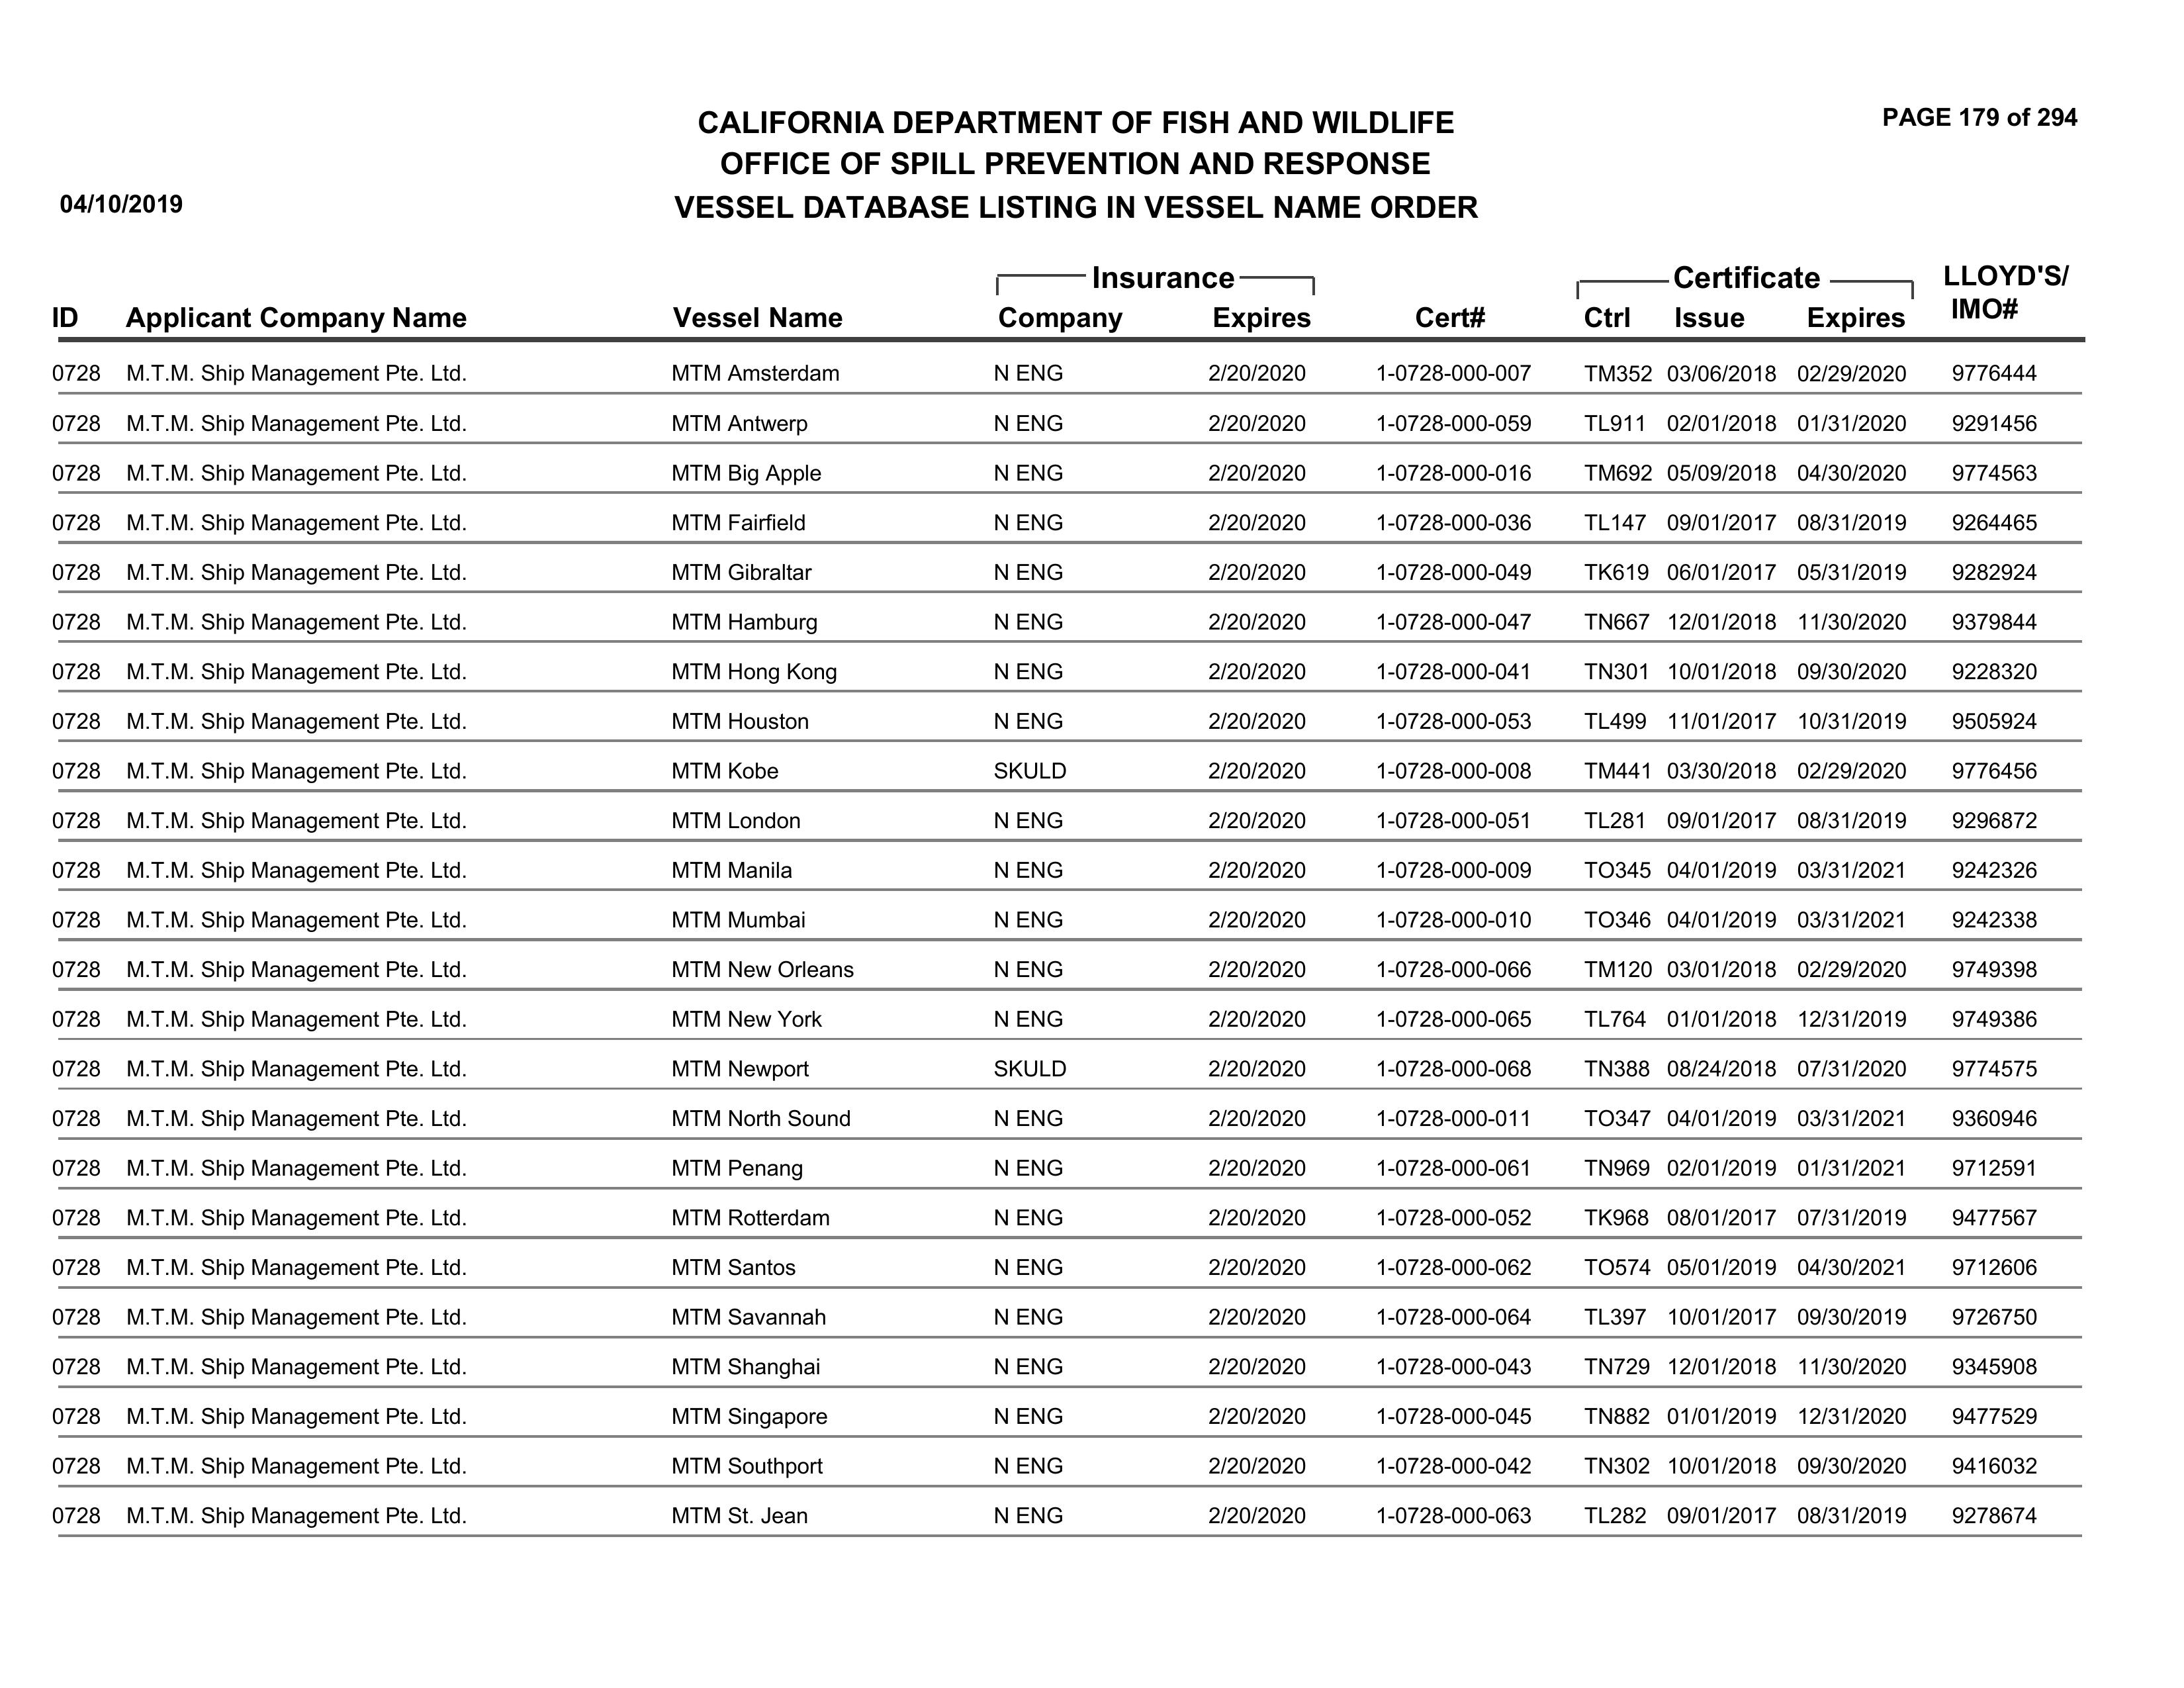 CALIFORNIA DEPARTMENT OF FISH AND WILDLIFE
PAGE 179 of 294
OFFICE OF SPILL PREVENTION AND RESPONSE
04/10/2019
VESSEL DATABASE LISTING IN VESSEL NAME ORDER
Insurance Certificate LLOYD'S/
ID Applicant Company Name Vessel Name Company Expires Cert# Ctrl Issue Expires IMO#
0728 M.T.M. Ship Management Pte. Ltd. MTM Amsterdam N ENG 2/20/2020 1-0728-000-007 TM352 03/06/2018 02/29/2020 9776444
0728 M.T.M. Ship Management Pte. Ltd. MTM Antwerp N ENG 2/20/2020 1-0728-000-059 TL911 02/01/2018 01/31/2020 9291456
0728 M.T.M. Ship Management Pte. Ltd. MTM Big Apple N ENG 2/20/2020 1-0728-000-016 TM692 05/09/2018 04/30/2020 9774563
0728 M.T.M. Ship Management Pte. Ltd. MTM Fairfield N ENG 2/20/2020 1-0728-000-036 TL147 09/01/2017 08/31/2019 9264465
0728 M.T.M. Ship Management Pte. Ltd. MTM Gibraltar N ENG 2/20/2020 1-0728-000-049 TK619 06/01/2017 05/31/2019 9282924
0728 M.T.M. Ship Management Pte. Ltd. MTM Hamburg N ENG 2/20/2020 1-0728-000-047 TN667 12/01/2018 11/30/2020 9379844
0728 M.T.M. Ship Management Pte. Ltd. MTM Hong Kong N ENG 2/20/2020 1-0728-000-041 TN301 10/01/2018 09/30/2020 9228320
0728 M.T.M. Ship Management Pte. Ltd. MTM Houston N ENG 2/20/2020 1-0728-000-053 TL499 11/01/2017 10/31/2019 9505924
0728 M.T.M. Ship Management Pte. Ltd. MTM Kobe SKULD 2/20/2020 1-0728-000-008 TM441 03/30/2018 02/29/2020 9776456
0728 M.T.M. Ship Management Pte. Ltd. MTM London N ENG 2/20/2020 1-0728-000-051 TL281 09/01/2017 08/31/2019 9296872
0728 M.T.M. Ship Management Pte. Ltd. MTM Manila N ENG 2/20/2020 1-0728-000-009 TO345 04/01/2019 03/31/2021 9242326
0728 M.T.M. Ship Management Pte. Ltd. MTM Mumbai N ENG 2/20/2020 1-0728-000-010 TO346 04/01/2019 03/31/2021 9242338
0728 M.T.M. Ship Management Pte. Ltd. MTM New Orleans N ENG 2/20/2020 1-0728-000-066 TM120 03/01/2018 02/29/2020 9749398
0728 M.T.M. Ship Management Pte. Ltd. MTM New York N ENG 2/20/2020 1-0728-000-065 TL764 01/01/2018 12/31/2019 9749386
0728 M.T.M. Ship Management Pte. Ltd. MTM Newport SKULD 2/20/2020 1-0728-000-068 TN388 08/24/2018 07/31/2020 9774575
0728 M.T.M. Ship Management Pte. Ltd. MTM North Sound N ENG 2/20/2020 1-0728-000-011 TO347 04/01/2019 03/31/2021 9360946
0728 M.T.M. Ship Management Pte. Ltd. MTM Penang N ENG 2/20/2020 1-0728-000-061 TN969 02/01/2019 01/31/2021 9712591
0728 M.T.M. Ship Management Pte. Ltd. MTM Rotterdam N ENG 2/20/2020 1-0728-000-052 TK968 08/01/2017 07/31/2019 9477567
0728 M.T.M. Ship Management Pte. Ltd. MTM Santos N ENG 2/20/2020 1-0728-000-062 TO574 05/01/2019 04/30/2021 9712606
0728 M.T.M. Ship Management Pte. Ltd. MTM Savannah N ENG 2/20/2020 1-0728-000-064 TL397 10/01/2017 09/30/2019 9726750
0728 M.T.M. Ship Management Pte. Ltd. MTM Shanghai N ENG 2/20/2020 1-0728-000-043 TN729 12/01/2018 11/30/2020 9345908
0728 M.T.M. Ship Management Pte. Ltd. MTM Singapore N ENG 2/20/2020 1-0728-000-045 TN882 01/01/2019 12/31/2020 9477529
0728 M.T.M. Ship Management Pte. Ltd. MTM Southport N ENG 2/20/2020 1-0728-000-042 TN302 10/01/2018 09/30/2020 9416032
0728 M.T.M. Ship Management Pte. Ltd. MTM St. Jean N ENG 2/20/2020 1-0728-000-063 TL282 09/01/2017 08/31/2019 9278674